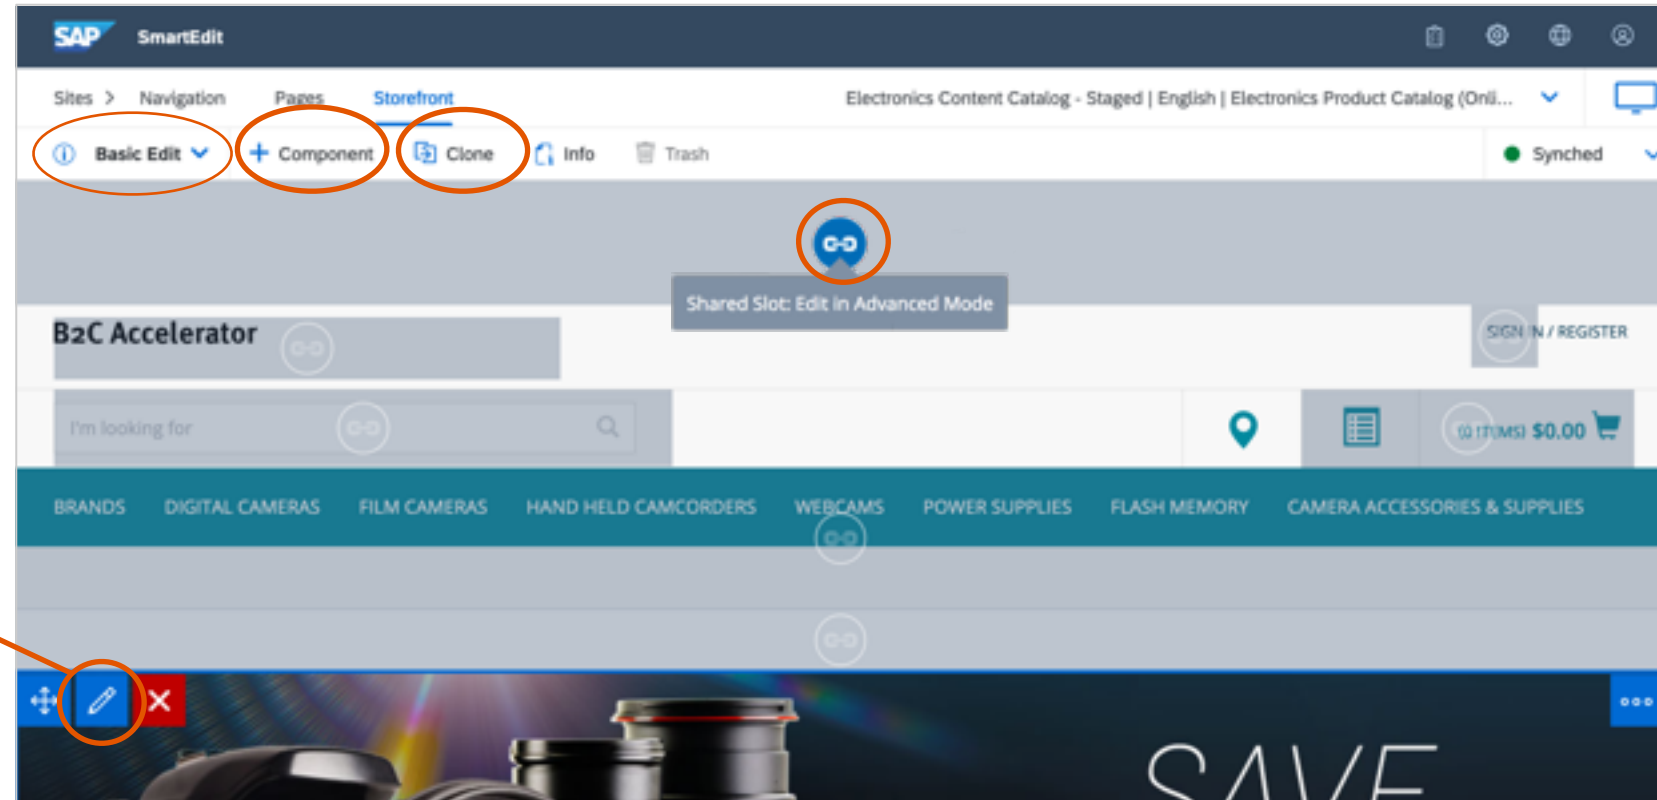 SAP SmartEdit
Sites > Navigation Pages Storefront Electronics Content Catalog - Staged | English | Electronics Product Catalog (Onli...
Basic Edit + Component Clone Info Trash Synched
Shared Slot: Edit in Advanced Mode
B2C Accelerator SIGN IN / REGISTER
I'm looking for (0 ITEMS) $0.00
BRANDS DIGITAL CAMERAS FILM CAMERAS HAND HELD CAMCORDERS WEBCAMS POWER SUPPLIES FLASH MEMORY CAMERA ACCESSORIES & SUPPLIES
SAVE